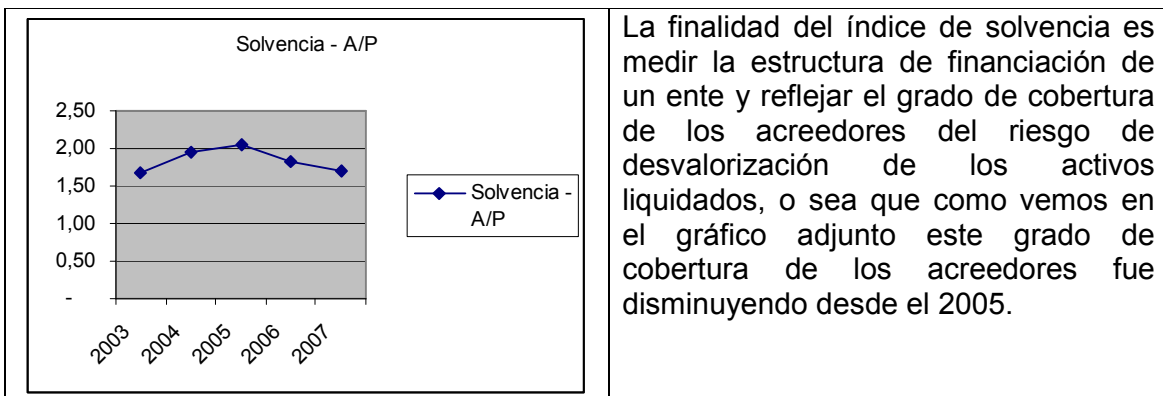 Solvencia - A/P
2,50
2,00
1,50
1,00
0,50
-
2003
2004
2005
2006
2007
Solvencia -
A/P
La finalidad del índice de solvencia es
medir la estructura de financiación de
un ente y reflejar el grado de cobertura
de los acreedores del riesgo de
desvalorización de los activos
liquidados, o sea que como vemos en
el gráfico adjunto este grado de
cobertura de los acreedores fue
disminuyendo desde el 2005.